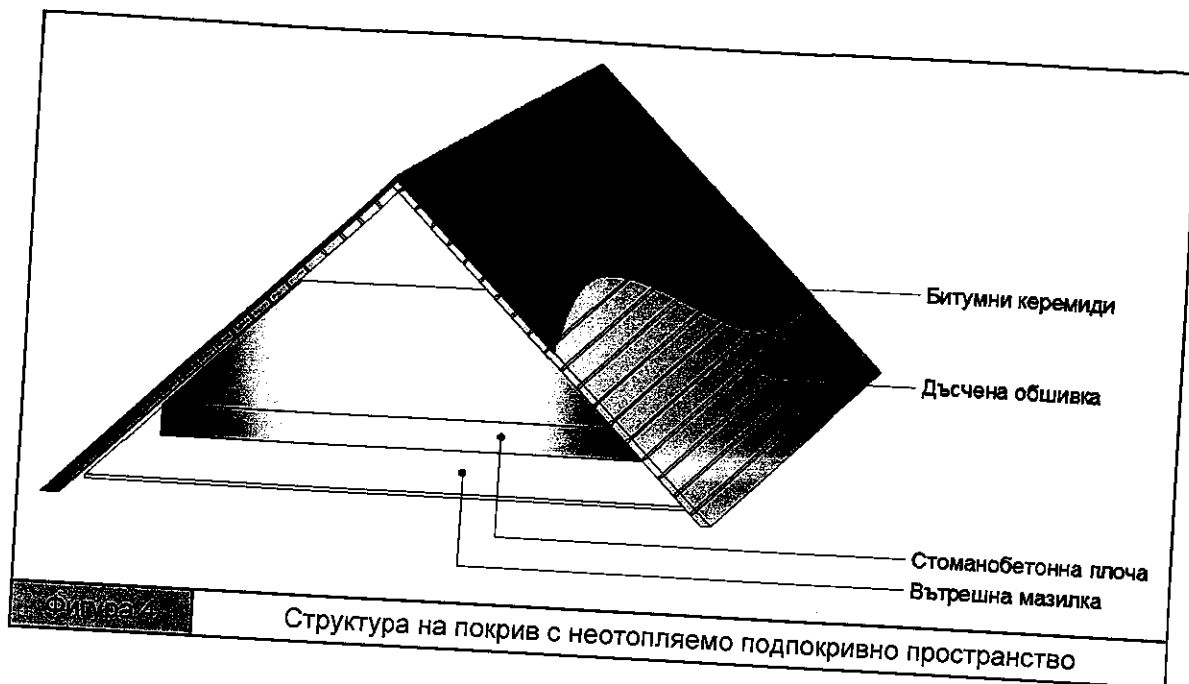 Битумни керемиди
Дъсчена обшивка
Стоманобетонна плоча
Вътрешна мазилка
Фигура 4
Структура на покрив с неотопляемо подпокривно пространство